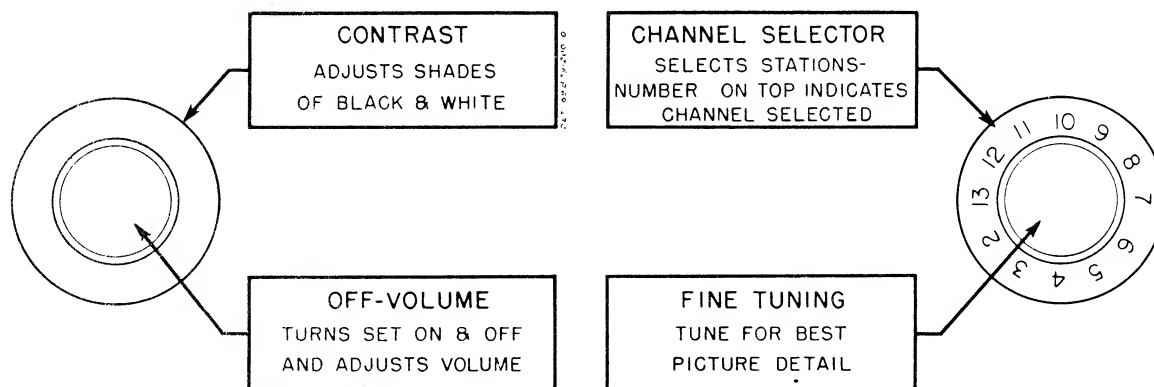 CONTRAST
ADJUSTS SHADES
OF BLACK & WHITE
CHANNEL SELECTOR
SELECTS STATIONS-
NUMBER ON TOP INDICATES
CHANNEL SELECTED
10
9
8
7
6
5
4
3
2
13
12
11
OFF-VOLUME
TURNS SET ON & OFF
AND ADJUSTS VOLUME
FINE TUNING
TUNE FOR BEST
PICTURE DETAIL